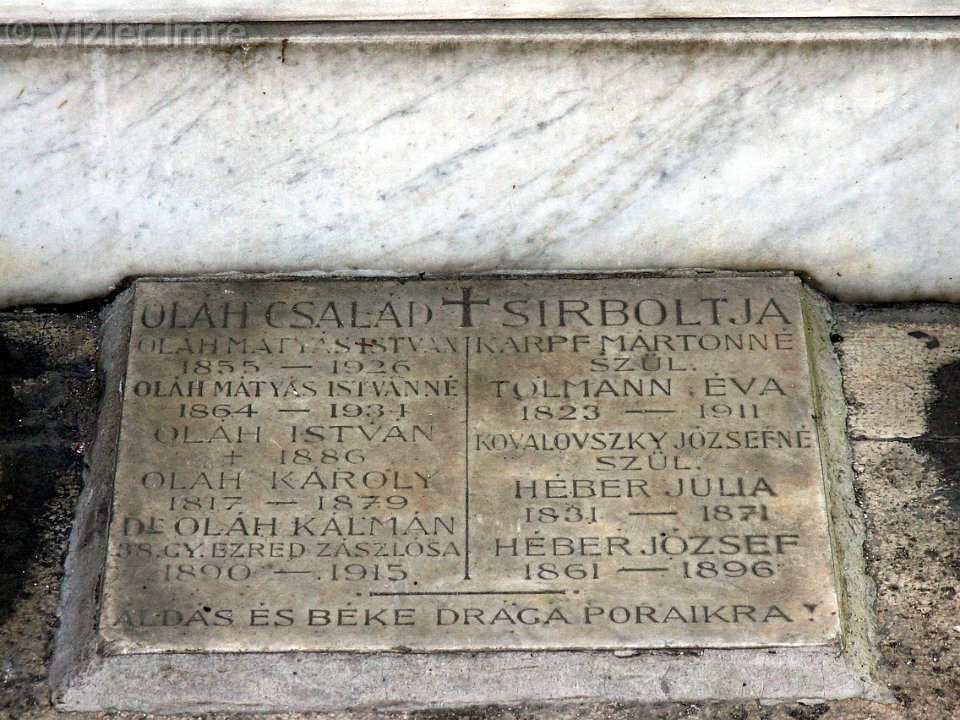 © Vizler Imre
OLÁH CSALÁD † SIRBOLTJA
OLÁH MÁTYÁS ISTVÁN
1855 — 1926
OLÁH MÁTYÁS ISTVÁNNÉ
1864 — 1934
OLÁH ISTVÁN
+ 1886
OLÁH KÁROLY
1817 — 1879
Dr OLÁH KÁLMÁN
38. GY. EZRED ZÁSZLÓSA
1890 — 1915
KARPF MÁRTONNÉ
SZÜL.
TOLMANN ÉVA
1823 — 1911
KOVALOVSZKY JÓZSEFNÉ
SZÜL.
HÉBER JÚLIA
1831. — 1871
HÉBER JÓZSEF
1861 — 1896
ÁLDÁS ÉS BÉKE DRÁGA PORAIKRA!